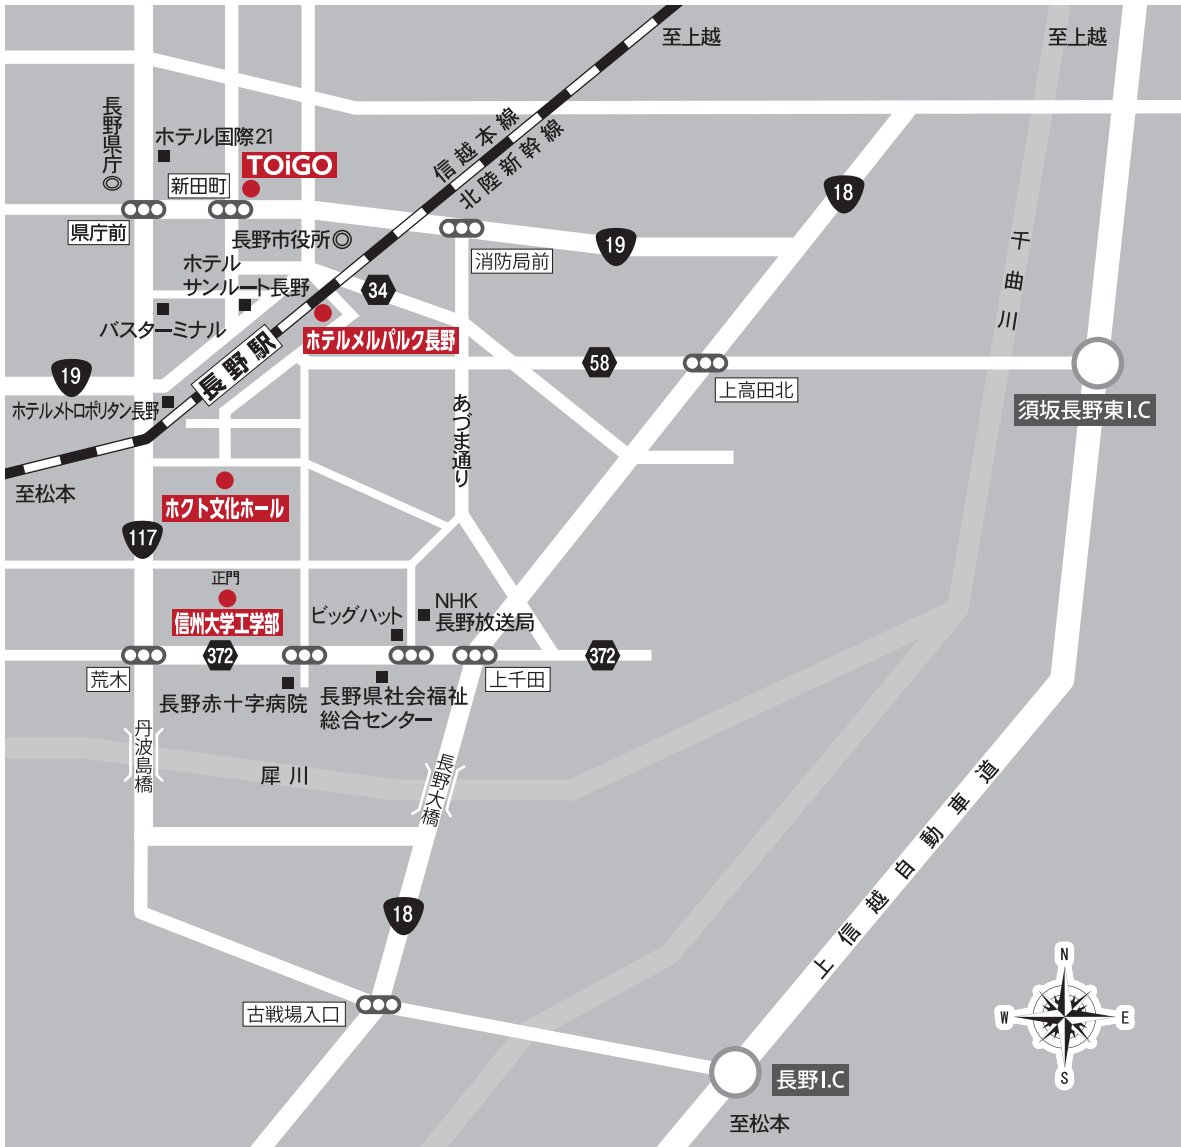 至上越
至上越
長野県庁
ホテル国際21
TOiGO
新田町
県庁前
信越本線
北陸新幹線
18
長野市役所
消防局前
19
千曲川
ホテル
サンルート長野
34
バスターミナル
ホテルメルパルク長野
長野駅
58
上高田北
19
須坂長野東I.C
ホテルメトロポリタン長野
あづま通り
至松本
ホクト文化ホール
117
正門
信州大学工学部
ビッグハット
NHK
長野放送局
372
372
荒木
上千田
長野赤十字病院
長野県社会福祉
総合センター
丹波島橋
犀川
長野大橋
上信越自動車道
18
古戦場入口
N
W
E
S
長野I.C
至松本